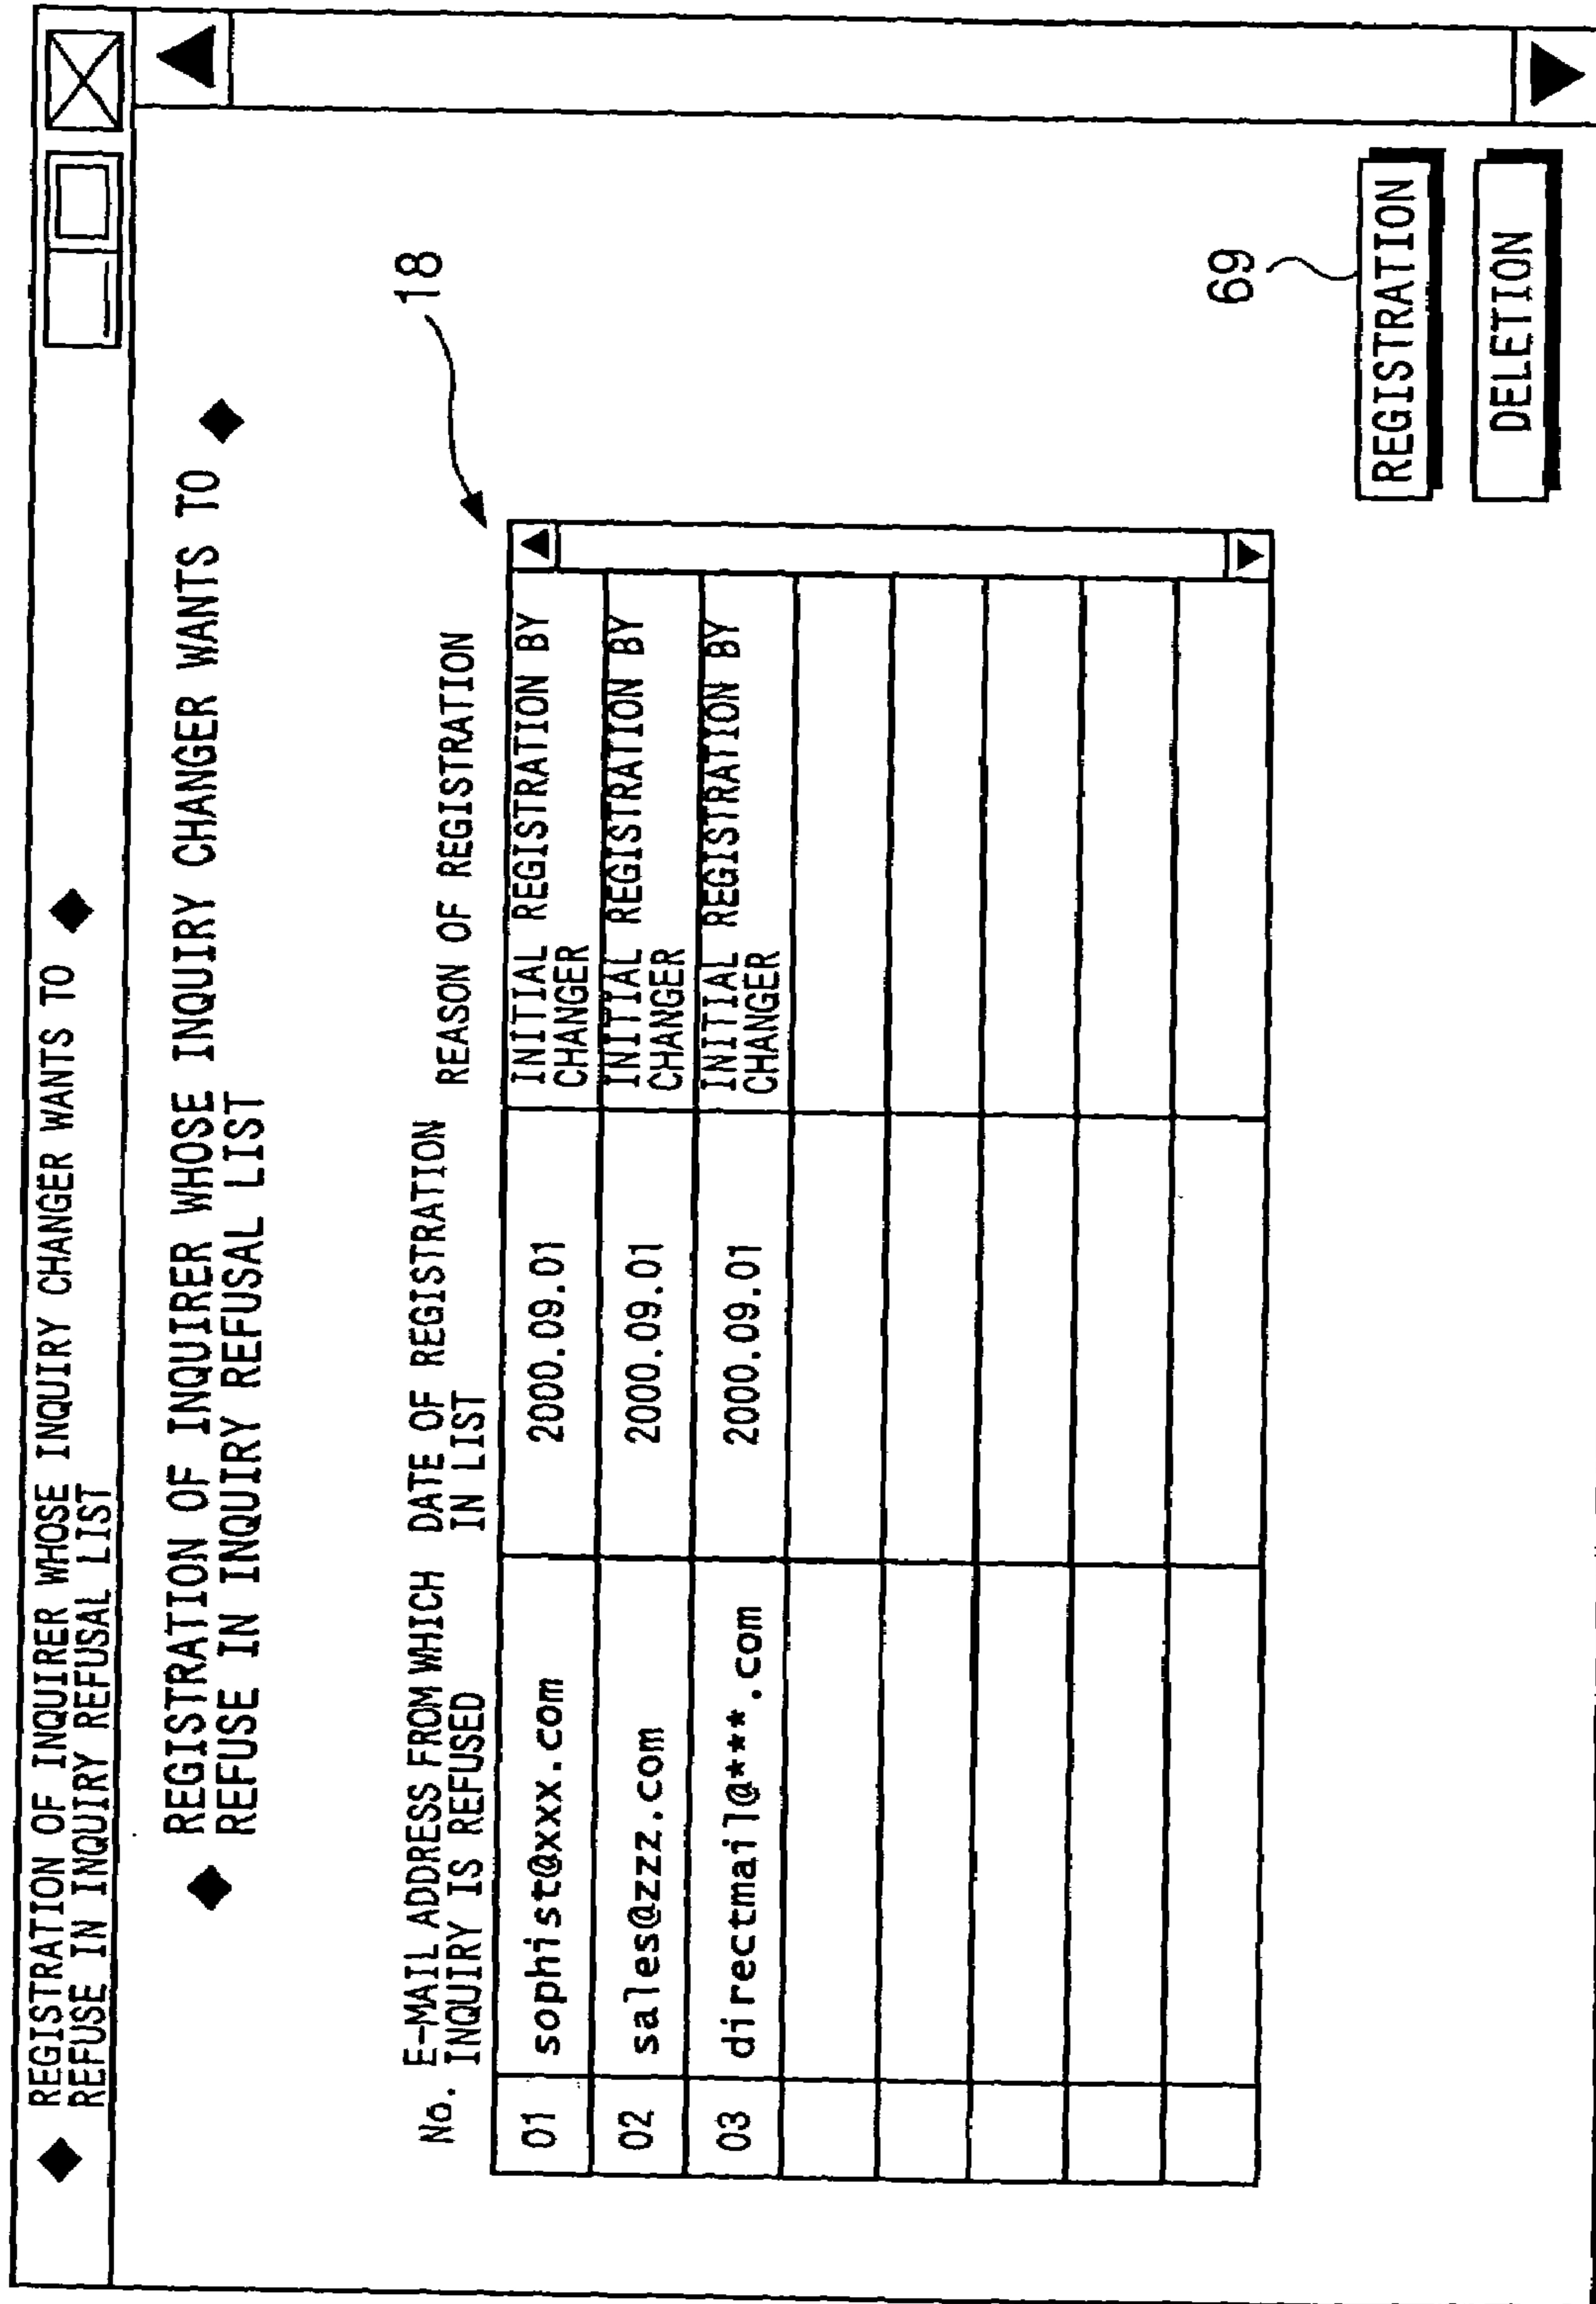 ◆ REGISTRATION OF INQUIRER WHOSE INQUIRY CHANGER WANTS TO ◆
REFUSE IN INQUIRY REFUSAL LIST
◆ REGISTRATION OF INQUIRER WHOSE INQUIRY CHANGER WANTS TO ◆
REFUSE IN INQUIRY REFUSAL LIST
18
No. E-MAIL ADDRESS FROM WHICH DATE OF REGISTRATION REASON OF REGISTRATION
INQUIRY IS REFUSED IN LIST
01 sophist@xxx.com 2000.09.01 INITIAL REGISTRATION BY
CHANGER
02 sales@zzz.com 2000.09.01 INITIAL REGISTRATION BY
CHANGER
03 directmail@***.com 2000.09.01 INITIAL REGISTRATION BY
CHANGER
69
REGISTRATION
DELETION